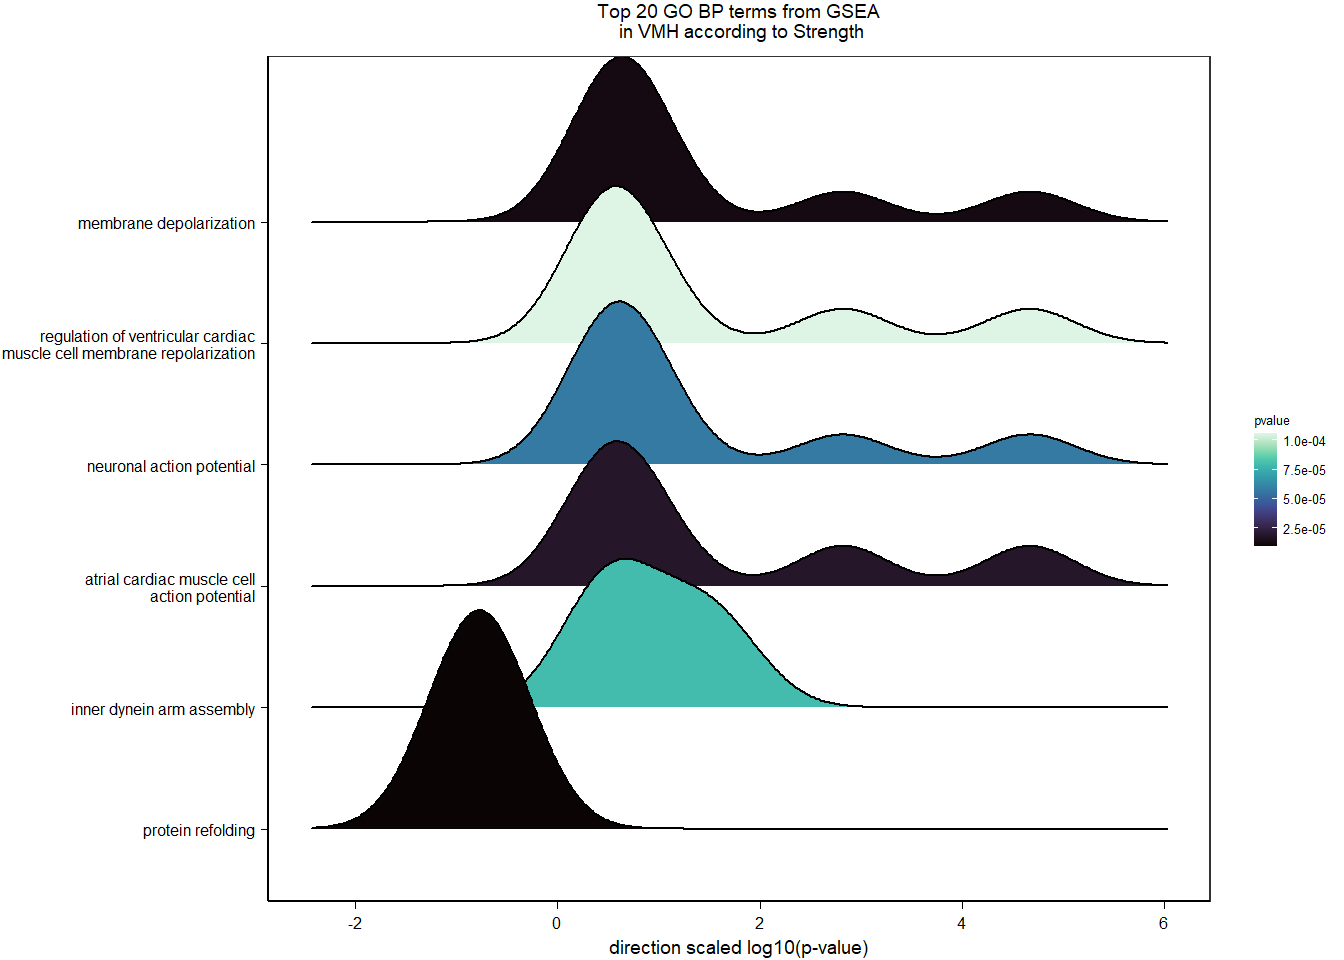 Top 20 GO BP terms from GSEA
in VMH according to Strength
membrane depolarization
regulation of ventricular cardiac
muscle cell membrane repolarization
neuronal action potential
atrial cardiac muscle cell
action potential
inner dynein arm assembly
protein refolding
-2
0
2
4
6
direction scaled log10(p-value)
pvalue
1.0e-04
7.5e-05
5.0e-05
2.5e-05